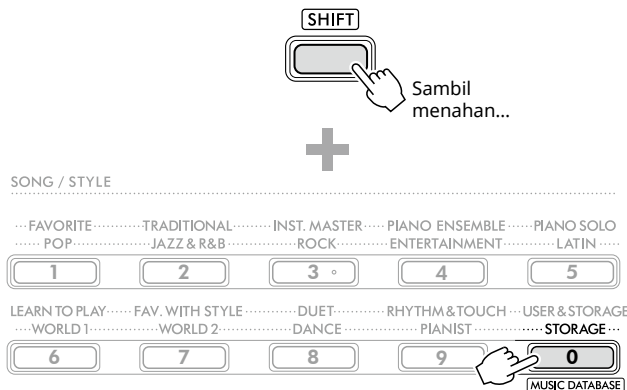 SHIFT
Sambil
menahan...
SONG / STYLE
FAVORITE TRADITIONAL INST. MASTER PIANO ENSEMBLE PIANO SOLO
POP JAZZ & R&B ROCK ENTERTAINMENT LATIN
1 2 3 4 5
LEARN TO PLAY FAV. WITH STYLE DUET RHYTHM & TOUCH USER & STORAGE
WORLD 1 WORLD 2 DANCE PIANIST STORAGE
6 7 8 9 0
MUSIC DATABASE